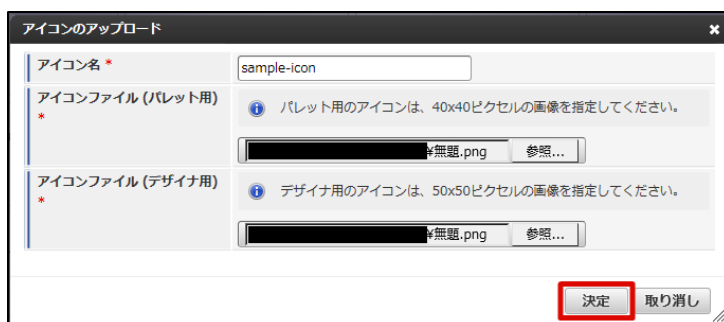 アイコンのアップロード
アイコン名 *
sample-icon
アイコンファイル (パレット用)
*
パレット用のアイコンは、40x40ピクセルの画像を指定してください。
¥無題.png
参照...
アイコンファイル (デザイナ用)
*
デザイナ用のアイコンは、50x50ピクセルの画像を指定してください。
¥無題.png
参照...
決定
取り消し